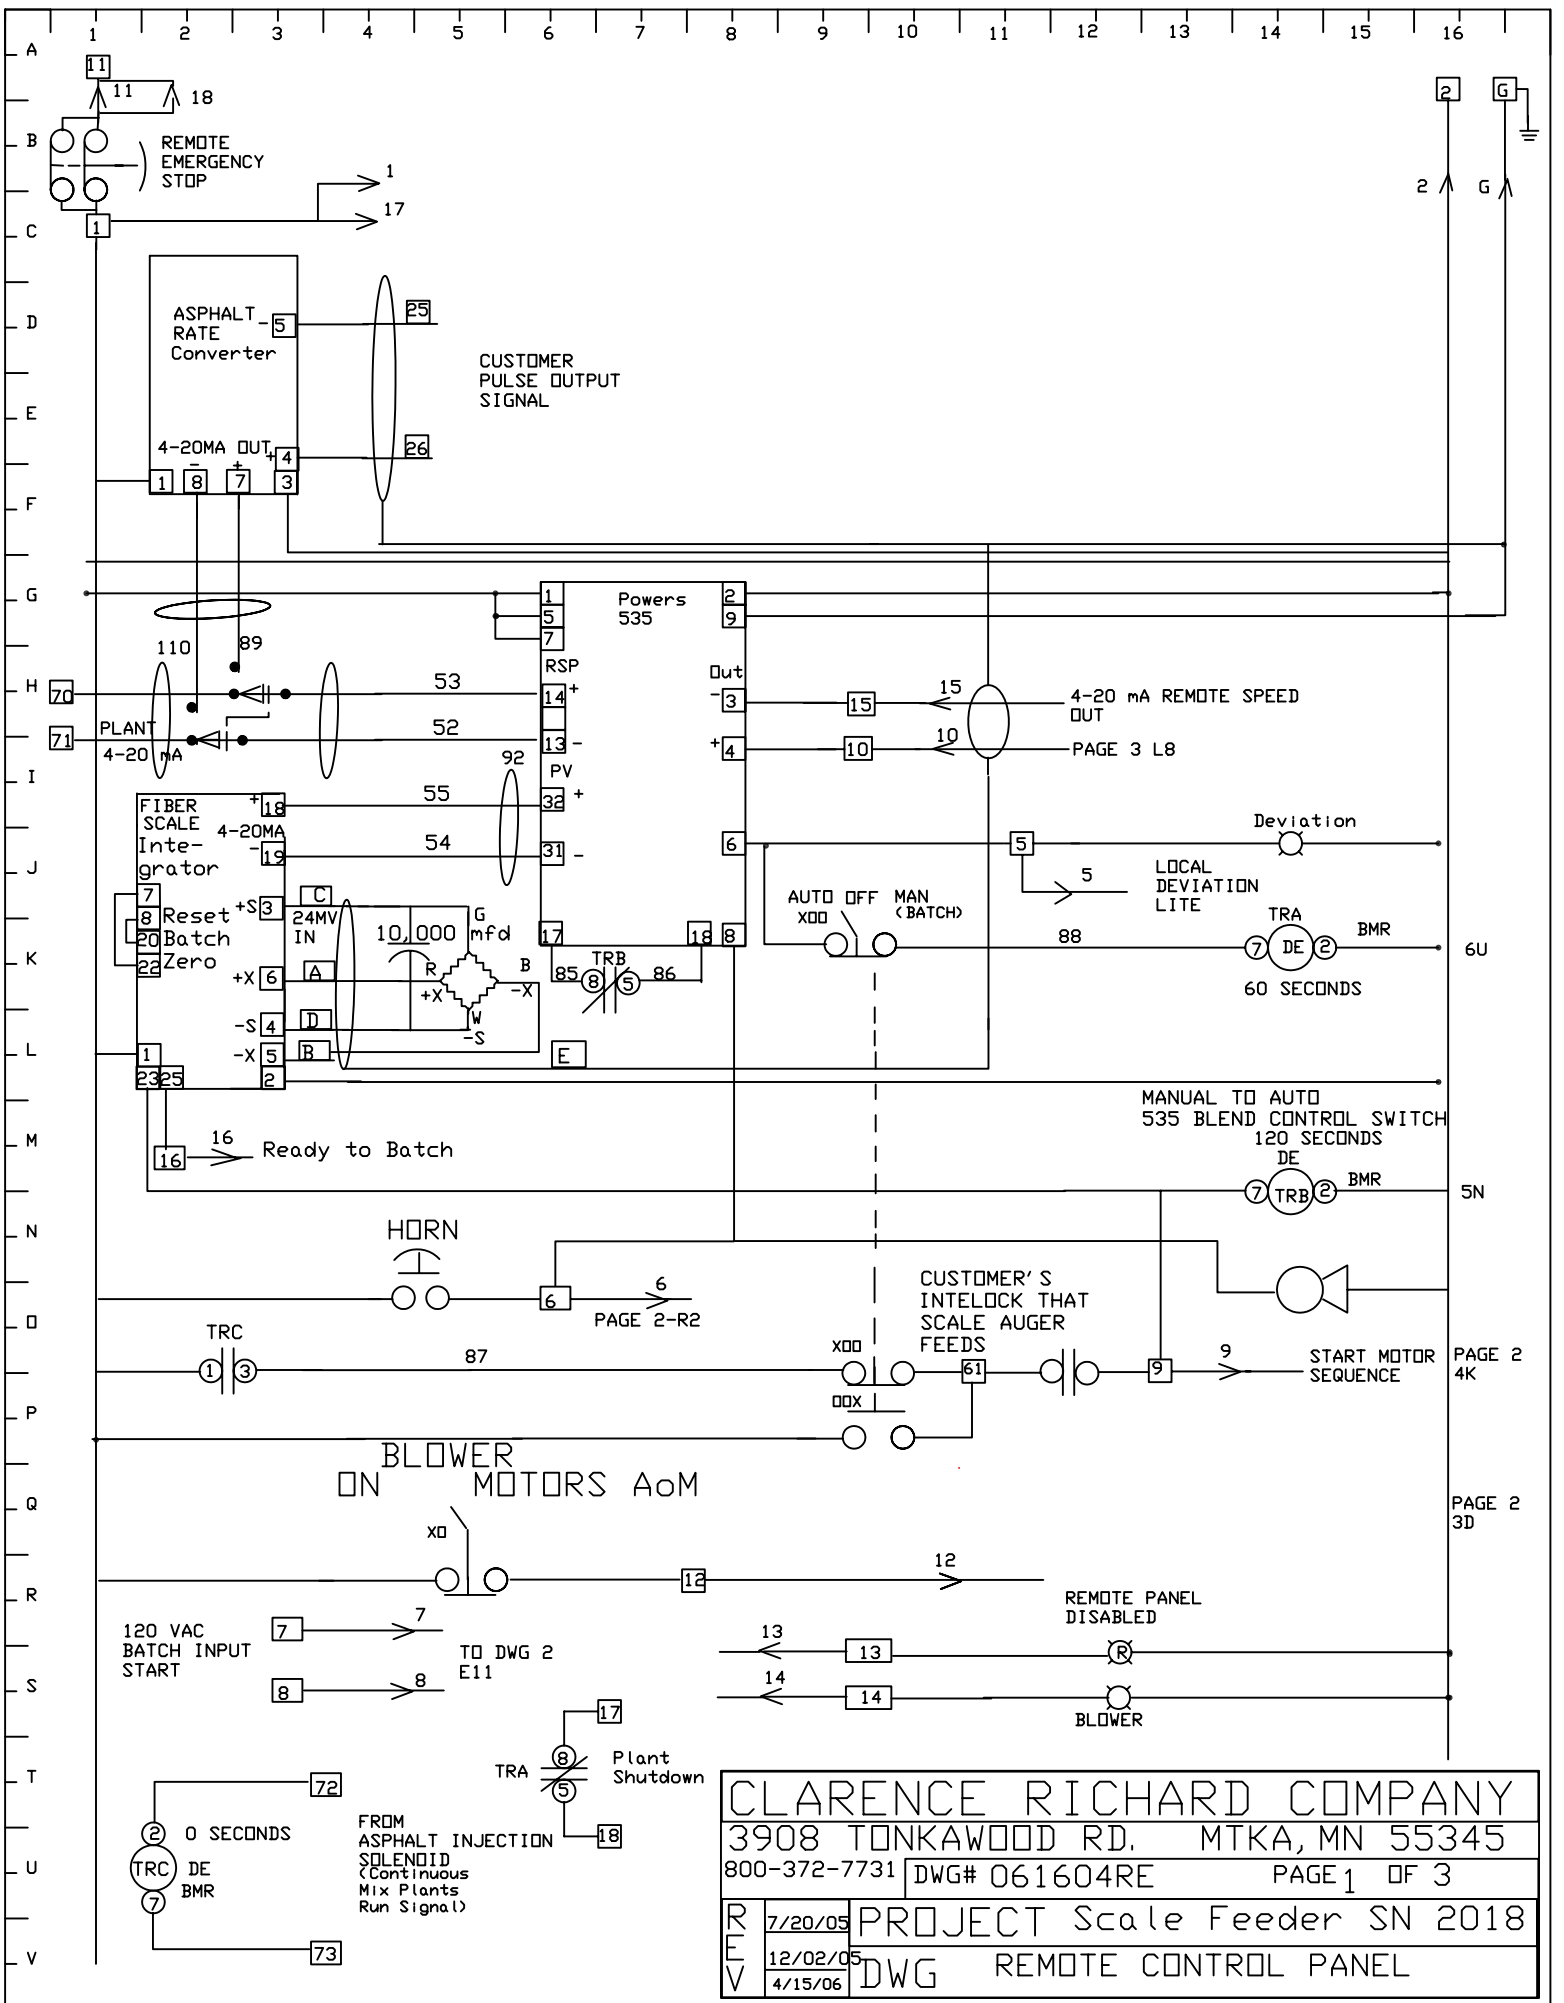 1 2 3 4 5 6 7 8 9 10 11 12 13 14 15 16
A
11
11
18
2
G
B
REMOTE
EMERGENCY
STOP
1
17
2
G
1
C
ASPHALT
RATE
Converter
-
5
25
D
CUSTOMER
PULSE OUTPUT
SIGNAL
E
4-20MA OUT
+
4
26
-
+
1
8
7
3
F
G
1
5
7
Powers
535
2
9
110
89
RSP
Out
H
70
53
14
+
-
3
15
15
4-20 mA REMOTE SPEED
OUT
71
PLANT
4-20 mA
52
13
-
+
4
10
10
PAGE 3 L8
92
PV
I
FIBER
SCALE
Inte-
grator
+
18
4-20MA
-
19
55
54
32
+
31
-
6
5
Deviation
J
5
LOCAL
DEVIATION
LITE
7
8
20
22
Reset
Batch
Zero
+S
3
C
24MV
IN
10,000
mfd
G
AUTO OFF MAN
(BATCH)
X00
17
18
8
TRA
88
7
DE
2
BMR
6U
60 SECONDS
K
+X
6
A
R
+X
B
-X
TRB
85
8
5
86
-S
4
D
W
-S
L
1
-X
5
B
E
23
25
2
MANUAL TO AUTO
535 BLEND CONTROL SWITCH
120 SECONDS
DE
M
16
16
Ready to Batch
7
TRB
2
BMR
5N
N
HORN
6
6
PAGE 2-R2
CUSTOMER'S
INTELOCK THAT
SCALE AUGER
FEEDS
O
TRC
1
3
87
X00
61
9
9
START MOTOR
SEQUENCE
PAGE 2
4K
00X
P
BLOWER
ON MOTORS AoM
Q
X0
PAGE 2
3D
12
12
R
REMOTE PANEL
DISABLED
120 VAC
BATCH INPUT
START
7
7
8
8
TO DWG 2
E11
13
13
R
S
14
14
BLOWER
17
TRA
8
5
Plant
Shutdown
18
T
72
2
0 SECONDS
TRC
DE
BMR
7
73
FROM
ASPHALT INJECTION
SOLENOID
(Continuous
Mix Plants
Run Signal)
U
V
CLARENCE RICHARD COMPANY
3908 TONKAWOOD RD. MTKA, MN 55345
800-372-7731 DWG# 061604RE PAGE 1 OF 3
REV
7/20/05
12/02/05
4/15/06
PROJECT Scale Feeder SN 2018
DWG REMOTE CONTROL PANEL